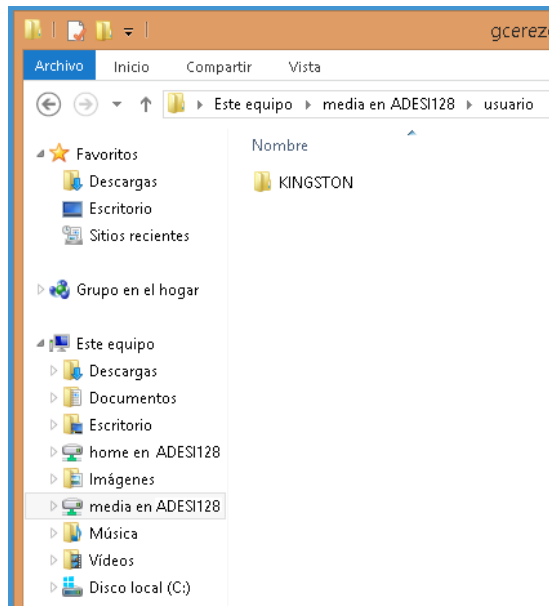 gcerezo
Archivo Inicio Compartir Vista
Este equipo media en ADESI128 usuario
Nombre
KINGSTON
Favoritos
Descargas
Escritorio
Sitios recientes
Grupo en el hogar
Este equipo
Descargas
Documentos
Escritorio
home en ADESI128
Imágenes
media en ADESI128
Música
Vídeos
Disco local (C:)